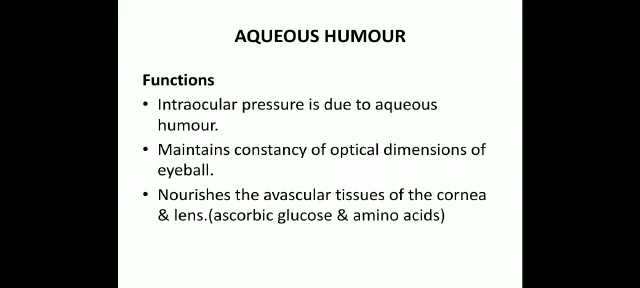 AQUEOUS HUMOUR
Functions
• Intraocular pressure is due to aqueous
humour.
• Maintains constancy of optical dimensions of
eyeball.
• Nourishes the avascular tissues of the cornea
& lens.(ascorbic glucose & amino acids)